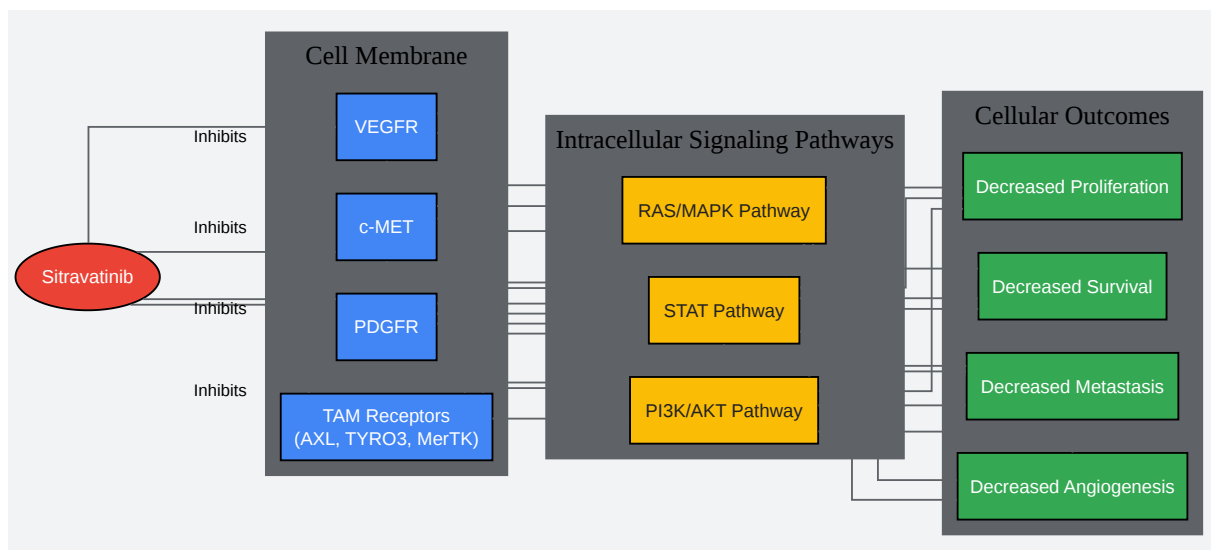 Cell Membrane
VEGFR
c-MET
PDGFR
TAM Receptors
(AXL, TYRO3, MerTK)
Sitravatinib
Inhibits
Inhibits
Inhibits
Inhibits
Intracellular Signaling Pathways
RAS/MAPK Pathway
STAT Pathway
PI3K/AKT Pathway
Cellular Outcomes
Decreased Proliferation
Decreased Survival
Decreased Metastasis
Decreased Angiogenesis